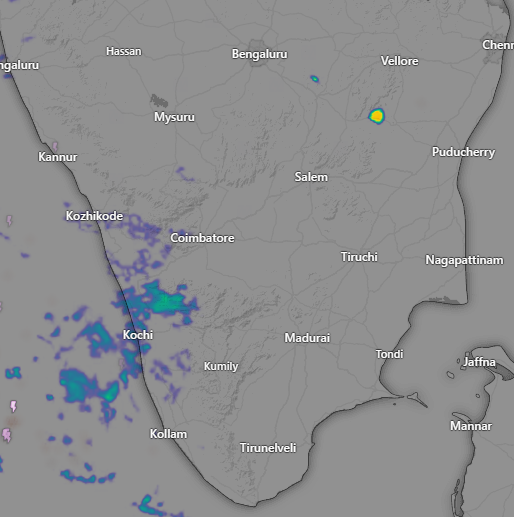 Hassan
Bengaluru
Chenn
ngaluru
Vellore
Mysuru
Kannur
Puducherry
Salem
Kozhikode
Coimbatore
Tiruchi
Nagapattinam
Kochi
Madurai
Tondi
Kumily
Jaffna
Mannar
Kollam
Tirunelveli